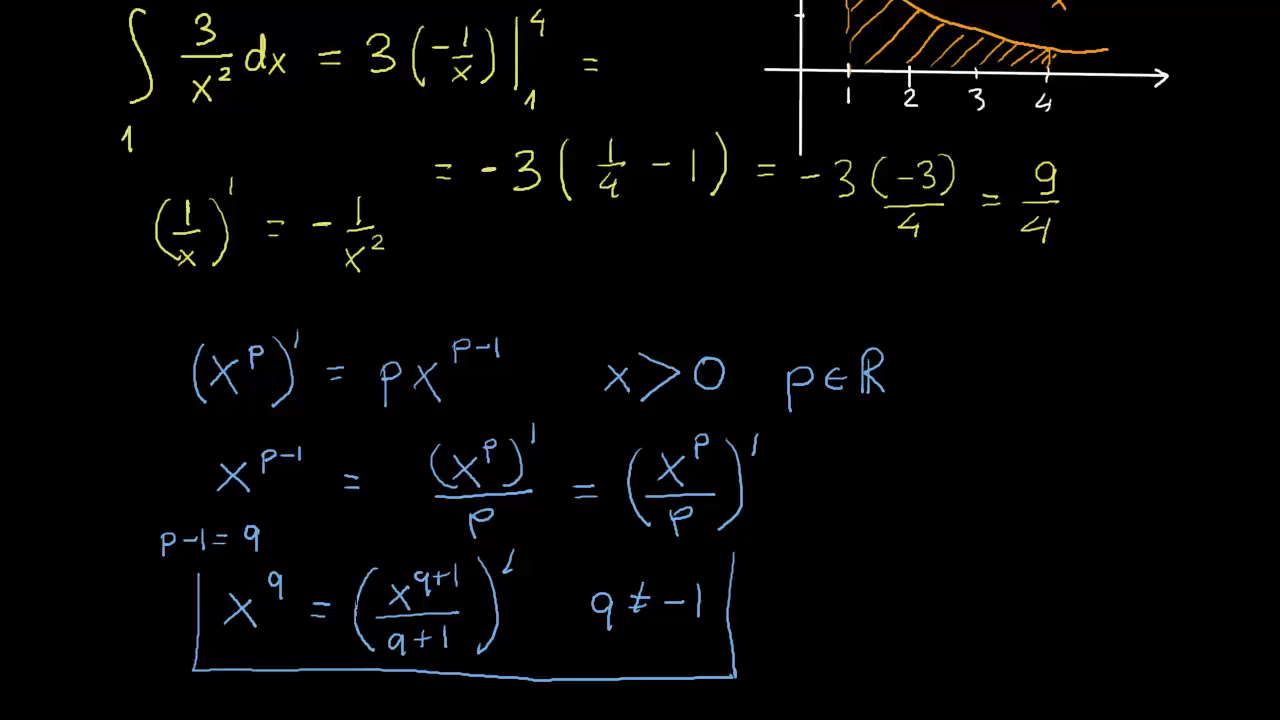 ∫₁ 3/x² dx = 3(-1/x)|₁⁴ =
x
1 2 3 4
= -3(1/4 - 1) = -3(-3)/4 = 9/4
(1/x)' = -1/x²
(x^p)' = px^(p-1) x>0 p∈ℝ
x^(p-1) = (x^p)'/p = (x^p/p)'
p-1=q
x^q = (x^(q+1)/(q+1))' q≠-1